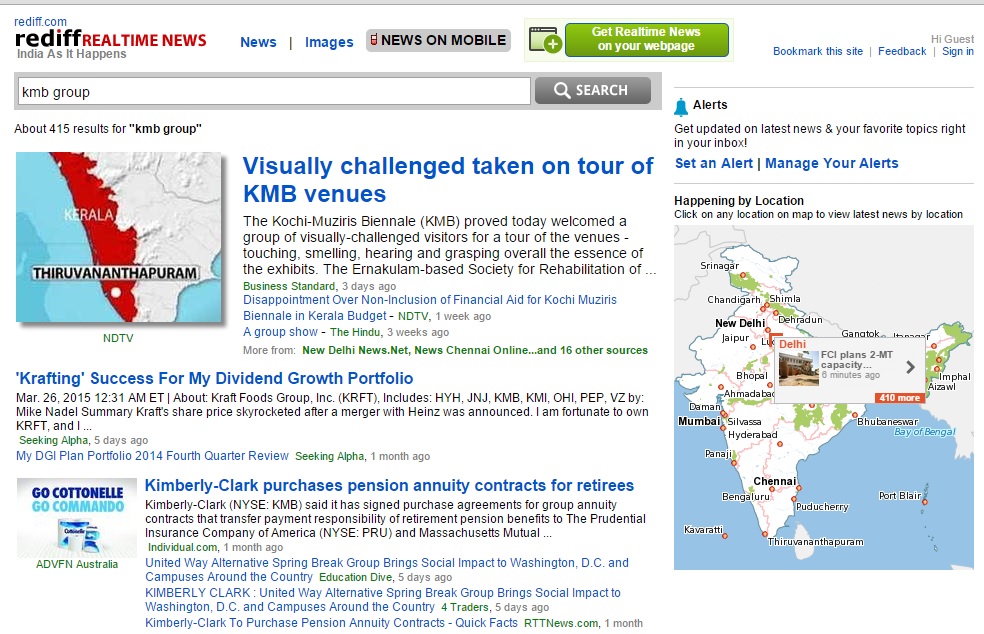 rediff.com
rediff REALTIME NEWS
India As It Happens
News | Images
NEWS ON MOBILE
Get Realtime News
on your webpage
Hi Guest
Bookmark this site | Feedback | Sign in
kmb group
SEARCH
About 415 results for "kmb group"
KERALA
THIRUVANANTHAPURAM
NDTV
Visually challenged taken on tour of
KMB venues
The Kochi-Muziris Biennale (KMB) proved today welcomed a
group of visually-challenged visitors for a tour of the venues -
touching, smelling, hearing and grasping overall the essence of
the exhibits. The Ernakulam-based Society for Rehabilitation of ...
Business Standard, 3 days ago
Disappointment Over Non-Inclusion of Financial Aid for Kochi Muziris
Biennale in Kerala Budget - NDTV, 1 week ago
A group show - The Hindu, 3 weeks ago
More from: New Delhi News.Net, News Chennai Online...and 16 other sources
'Krafting' Success For My Dividend Growth Portfolio
Mar. 26, 2015 12:31 AM ET | About: Kraft Foods Group, Inc. (KRFT), Includes: HYH, JNJ, KMB, KMI, OHI, PEP, VZ by:
Mike Nadel Summary Kraft's share price skyrocketed after a merger with Heinz was announced. I am fortunate to own
KRFT, and I ...
Seeking Alpha, 5 days ago
My DGI Plan Portfolio 2014 Fourth Quarter Review Seeking Alpha, 1 month ago
GO COTTONELLE
GO COMMANDO
Cottonelle
ADVFN Australia
Kimberly-Clark purchases pension annuity contracts for retirees
Kimberly-Clark (NYSE: KMB) said it has signed purchase agreements for group annuity
contracts that transfer payment responsibility of retirement pension benefits to The Prudential
Insurance Company of America (NYSE: PRU) and Massachusetts Mutual ...
Individual.com, 1 month ago
United Way Alternative Spring Break Group Brings Social Impact to Washington, D.C. and
Campuses Around the Country Education Dive, 5 days ago
KIMBERLY CLARK : United Way Alternative Spring Break Group Brings Social Impact to
Washington, D.C. and Campuses Around the Country 4 Traders, 5 days ago
Kimberly-Clark To Purchase Pension Annuity Contracts - Quick Facts RTTNews.com, 1 month
Alerts
Get updated on latest news & your favorite topics right
in your inbox!
Set an Alert | Manage Your Alerts
Happening by Location
Click on any location on map to view latest news by location
Srinagar
Chandigarh
Shimla
Dehradun
New Delhi
Jaipur
Gangtok
Delhi
FCI plans 2-MT
capacity...
6 minutes ago
410 more
Imphal
Aizawl
Bhopal
Ahmadabad
Daman
Silvassa
Mumbai
Hyderabad
Bhubaneswar
Bay of Bengal
Panaji
Chennai
Bengaluru
Puducherry
Port Blair
Kavaratti
Thiruvananthapuram